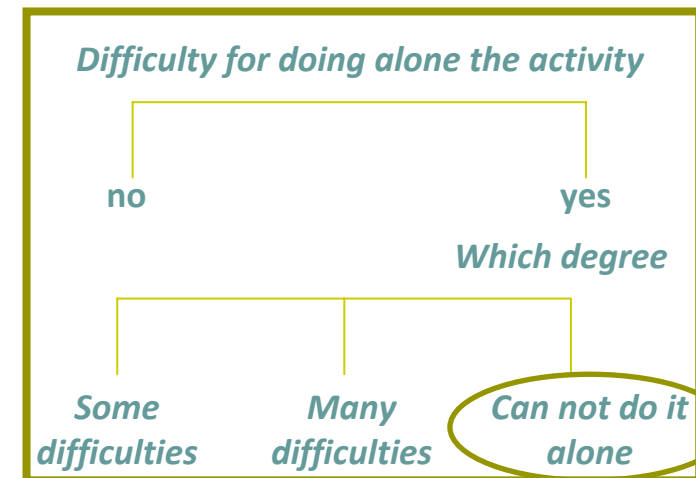 Difficulty for doing alone the activity
no yes
Which degree
Some Many Can not do it
difficulties difficulties alone